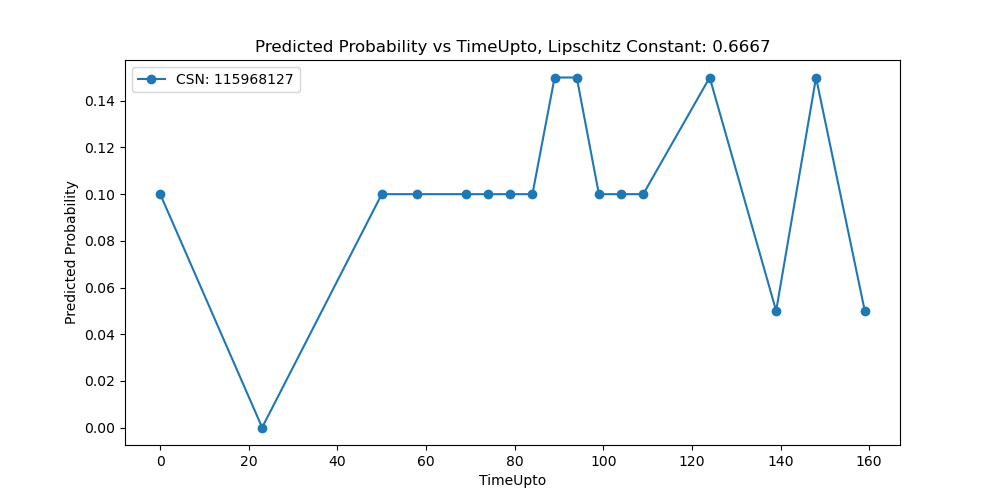 Predicted Probability vs TimeUpto, Lipschitz Constant: 0.6667
CSN: 115968127
Predicted Probability
0.14
0.12
0.10
0.08
0.06
0.04
0.02
0.00
0 20 40 60 80 100 120 140 160
TimeUpto